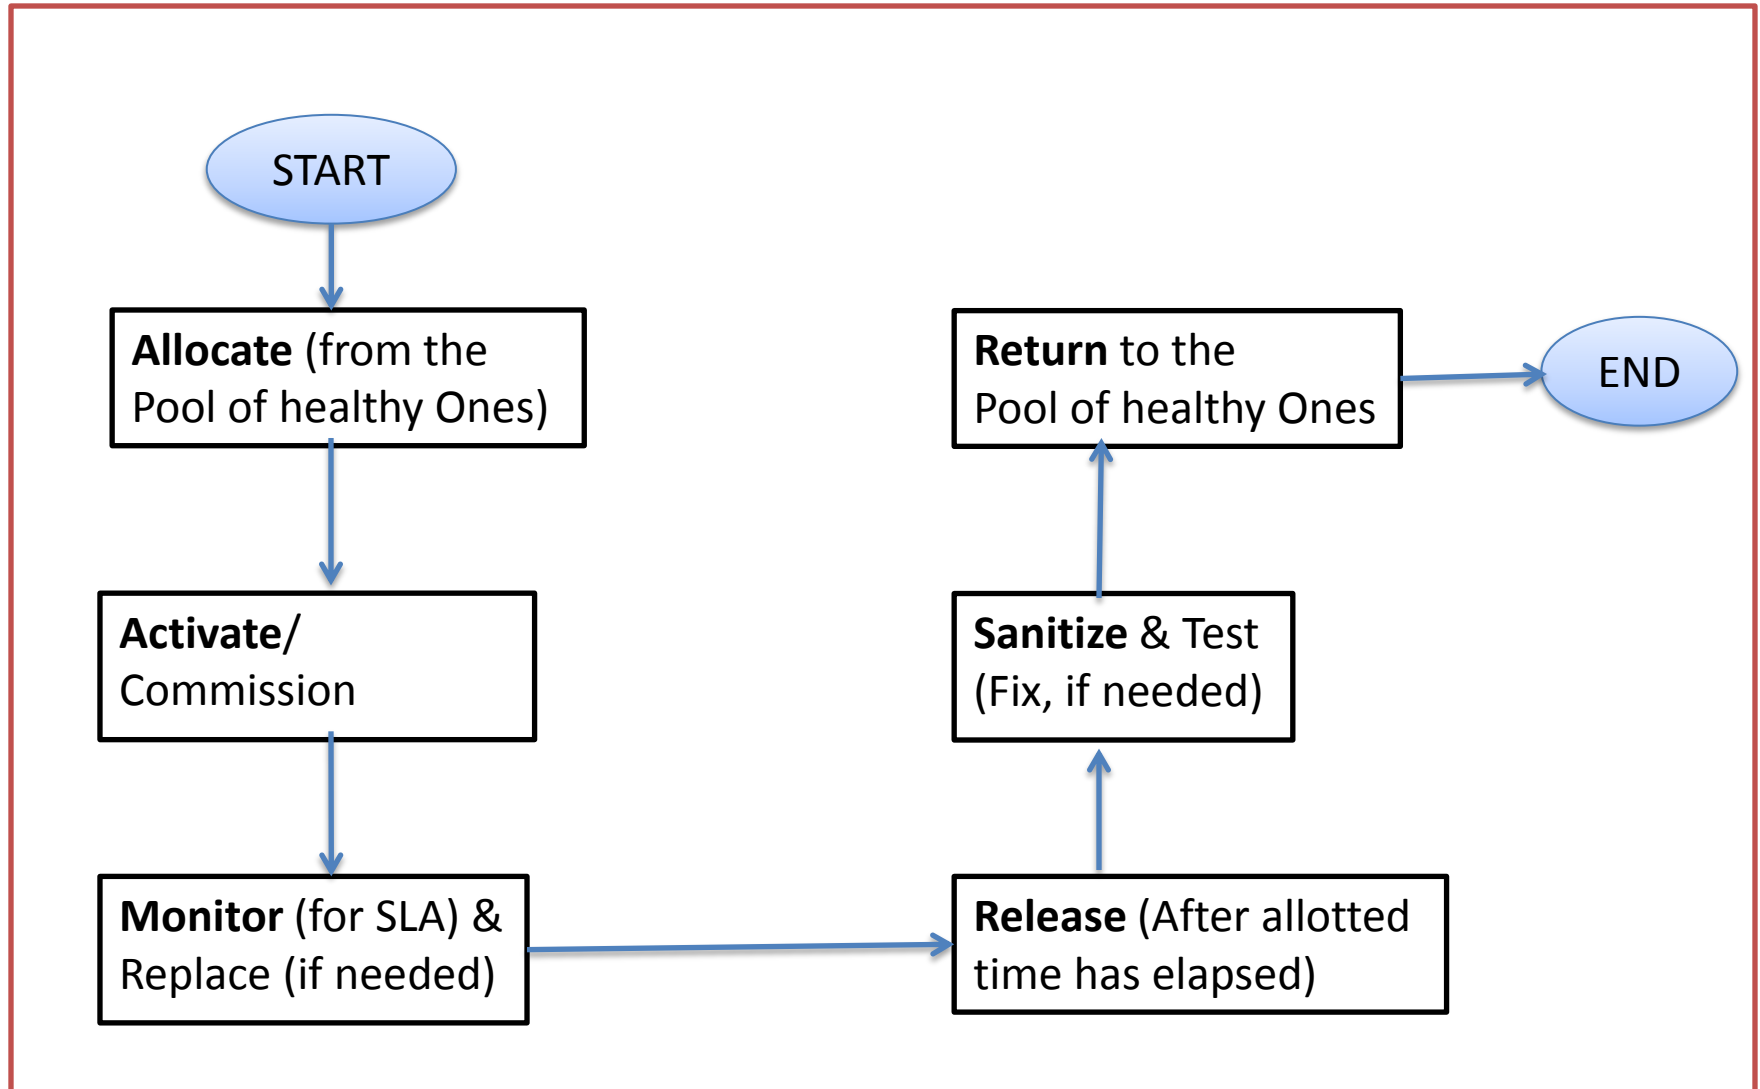 START
Allocate (from the
Pool of healthy Ones)
Activate/
Commission
Monitor (for SLA) &
Replace (if needed)
Release (After allotted
time has elapsed)
Sanitize & Test
(Fix, if needed)
Return to the
Pool of healthy Ones
END